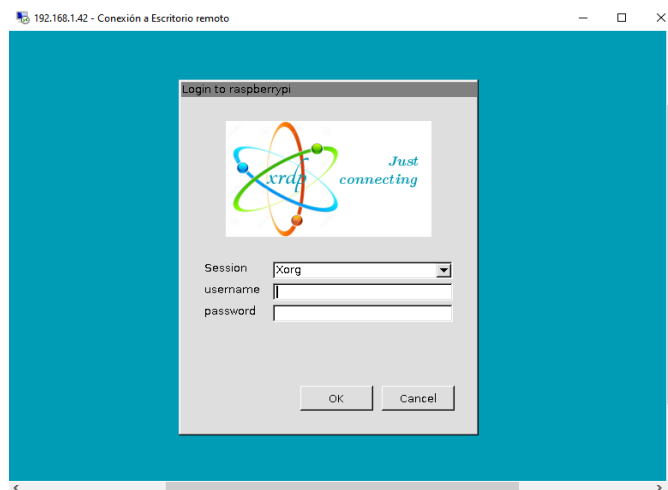 192.168.1.42 - Conexión a Escritorio remoto
Login to raspberrypi
xrdp
Just
connecting
Session
Xorg
username
password
OK
Cancel